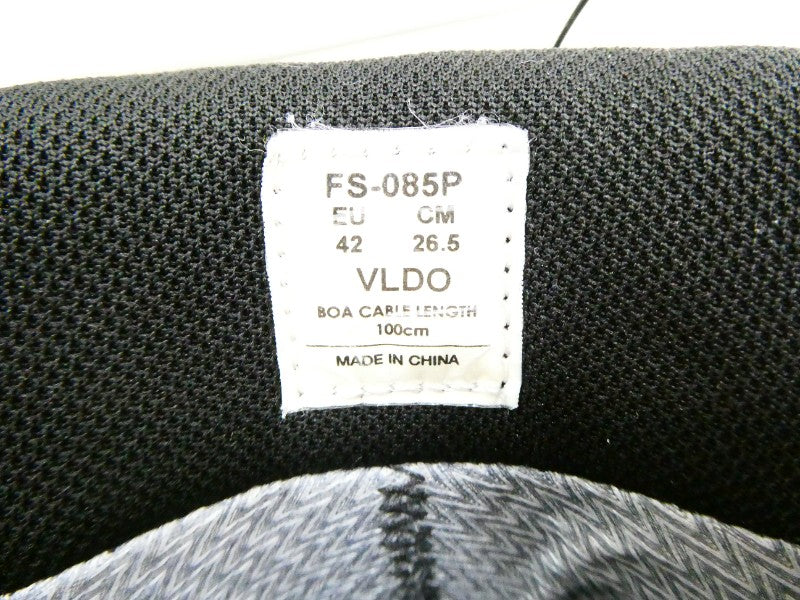 FS-085P
EU CM
42 26.5
VLDO
BOA CABLE LENGTH
100cm
MADE IN CHINA